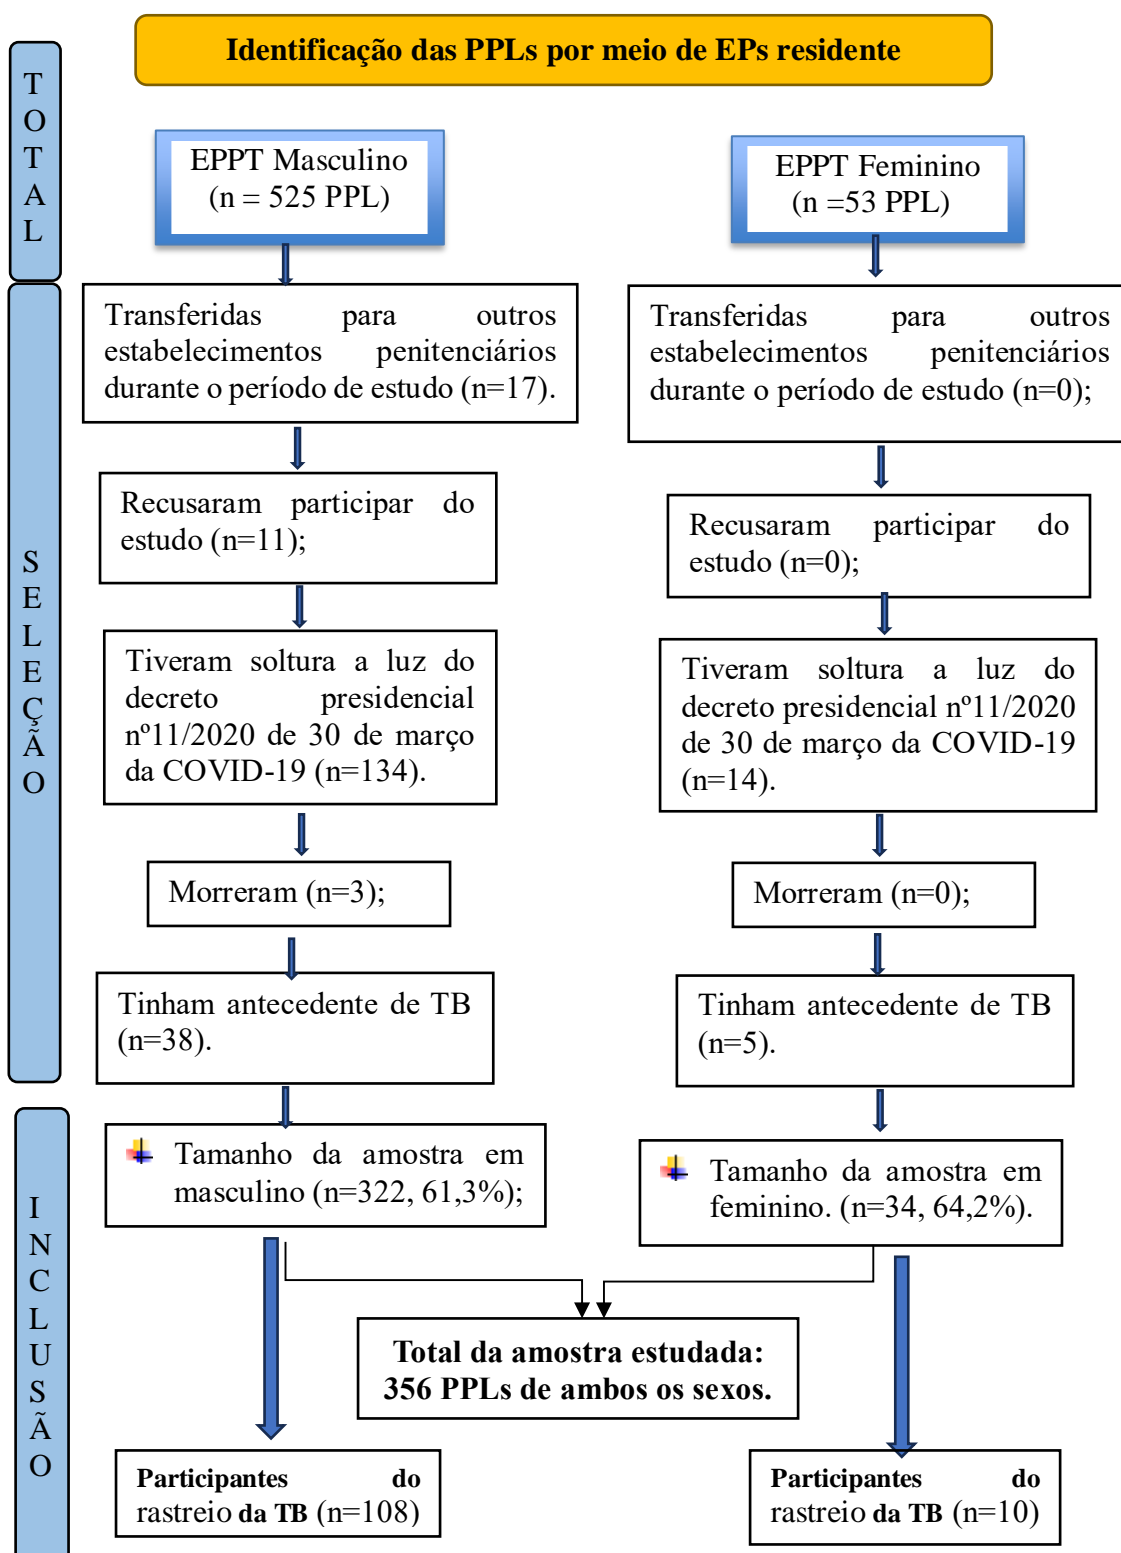 Identificação das PPLs por meio de EPs residente
T
O
T
A
L
EPPT Masculino
(n = 525 PPL)
EPPT Feminino
(n =53 PPL)
S
E
L
E
Ç
Ã
O
Transferidas para outros
estabelecimentos penitenciários
durante o período de estudo (n=17).
Transferidas para outros
estabelecimentos penitenciários
durante o período de estudo (n=0);
Recusaram participar do
estudo (n=11);
Recusaram participar do
estudo (n=0);
Tiveram soltura a luz do
decreto presidencial
nº11/2020 de 30 de março
da COVID-19 (n=134).
Tiveram soltura a luz do
decreto presidencial nº11/2020
de 30 de março da COVID-19
(n=14).
Morreram (n=3);
Morreram (n=0);
Tinham antecedente de TB
(n=38).
Tinham antecedente de TB
(n=5).
I
N
C
L
U
S
Ã
O
Tamanho da amostra em
masculino (n=322, 61,3%);
Tamanho da amostra em
feminino. (n=34, 64,2%).
Total da amostra estudada:
356 PPLs de ambos os sexos.
Participantes do
rastreio da TB (n=108)
Participantes do
rastreio da TB (n=10)